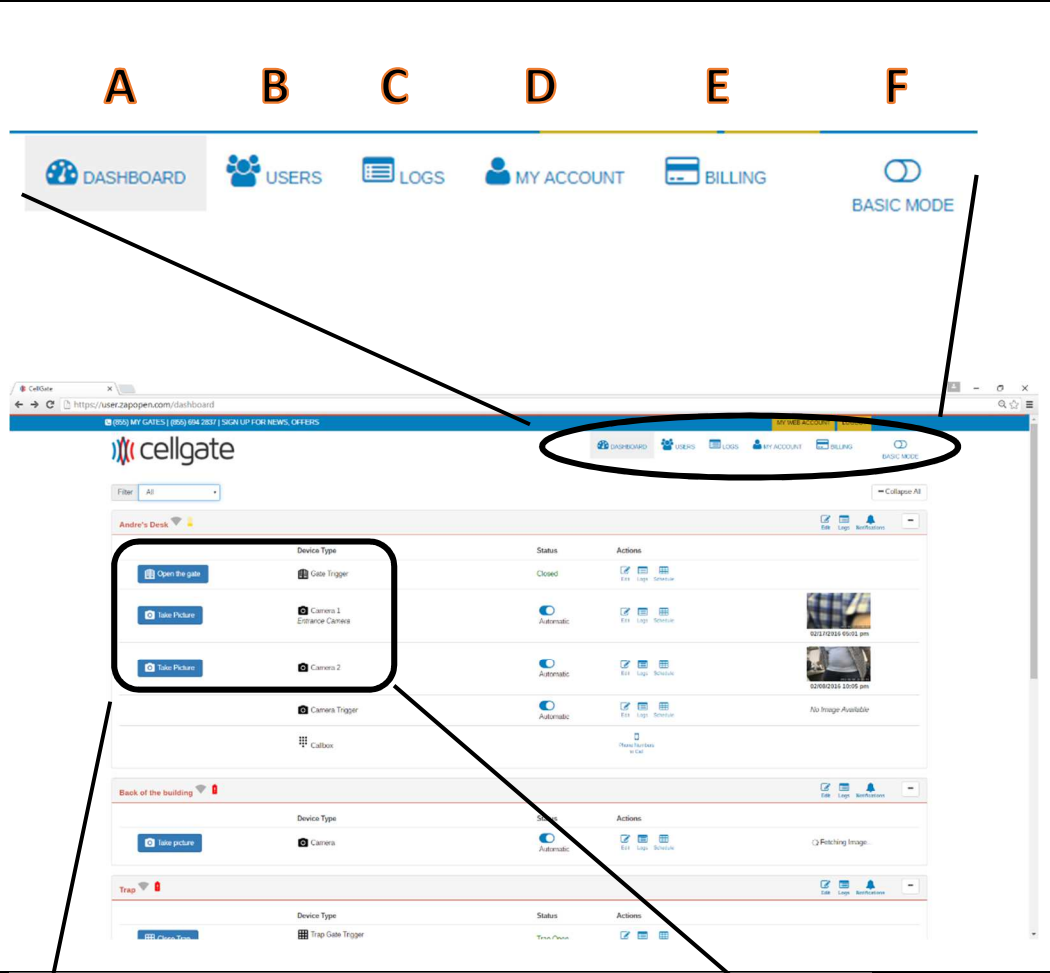 A B C D E F
DASHBOARD USERS LOGS MY ACCOUNT BILLING
BASIC MODE
CellGate
https://user.zapopen.com/dashboard
(855) MY GATES | (855) 694 2837 | SIGN UP FOR NEWS, OFFERS MY WEB ACCOUNT
cellgate DASHBOARD USERS LOGS MY ACCOUNT BILLING
BASIC MODE
Filter All Collapse All
Andre's Desk Edit Logs Notifications
Device Type Status Actions
Open the gate Gate Trigger Closed Edit Logs Schedule
Take Picture Camera 1
Entrance Camera Automatic Edit Logs Schedule
02/17/2016 05:01 pm
Take Picture Camera 2 Automatic Edit Logs Schedule
02/08/2016 10:05 pm
Camera Trigger Automatic Edit Logs Schedule No Image Available
Callbox Phone Numbers
to Call
Back of the building Edit Logs Notifications
Device Type Status Actions
Take picture Camera Automatic Edit Logs Schedule Fetching Image..
Trap Edit Logs Notifications
Device Type Status Actions
Close Trap Trap Gate Trigger Trap Open